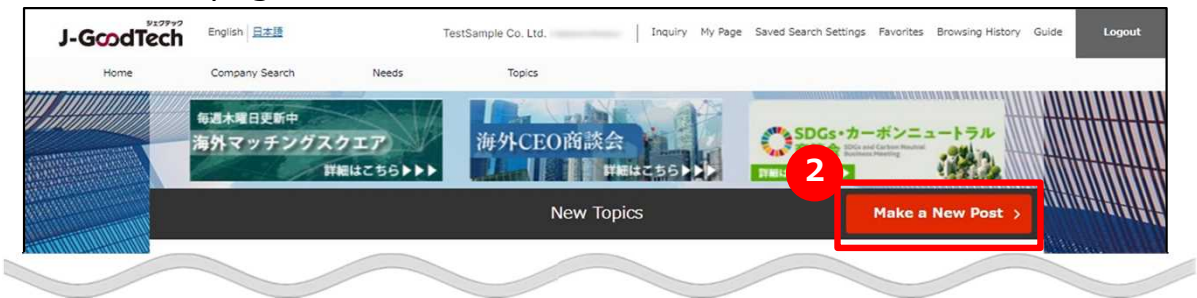 ジェグテック
J-GoodTech
English 日本語
TestSample Co. Ltd.
Inquiry My Page Saved Search Settings Favorites Browsing History Guide Logout
Home Company Search Needs Topics
毎週木曜日更新中
海外マッチングスクエア
詳細はこちら▶▶▶
海外CEO商談会
詳細はこちら▶▶▶
SDGs・カーボンニュートラル
SDGs and Carbon Neutral
Business Meeting
2
New Topics
Make a New Post >